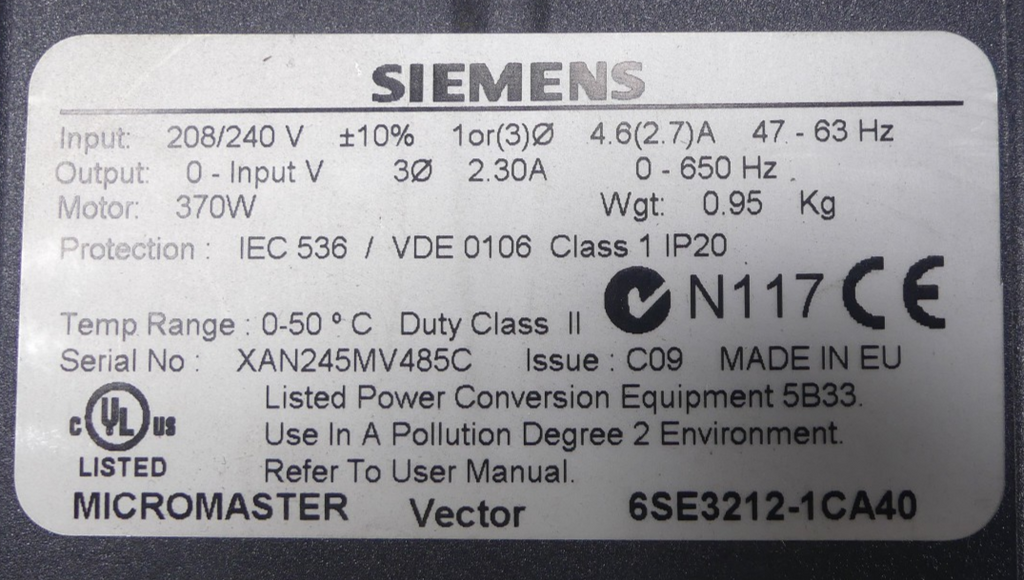 SIEMENS
Input: 208/240 V ±10% 1or(3)Ø 4.6(2.7)A 47 - 63 Hz
Output: 0 - Input V 3Ø 2.30A 0 - 650 Hz .
Motor: 370W Wgt: 0.95 Kg
Protection : IEC 536 / VDE 0106 Class 1 IP20
N117 CE
Temp Range : 0-50 º C Duty Class II
Serial No : XAN245MV485C Issue : C09 MADE IN EU
Listed Power Conversion Equipment 5B33.
c UL us
Use In A Pollution Degree 2 Environment.
LISTED
Refer To User Manual.
MICROMASTER Vector 6SE3212-1CA40